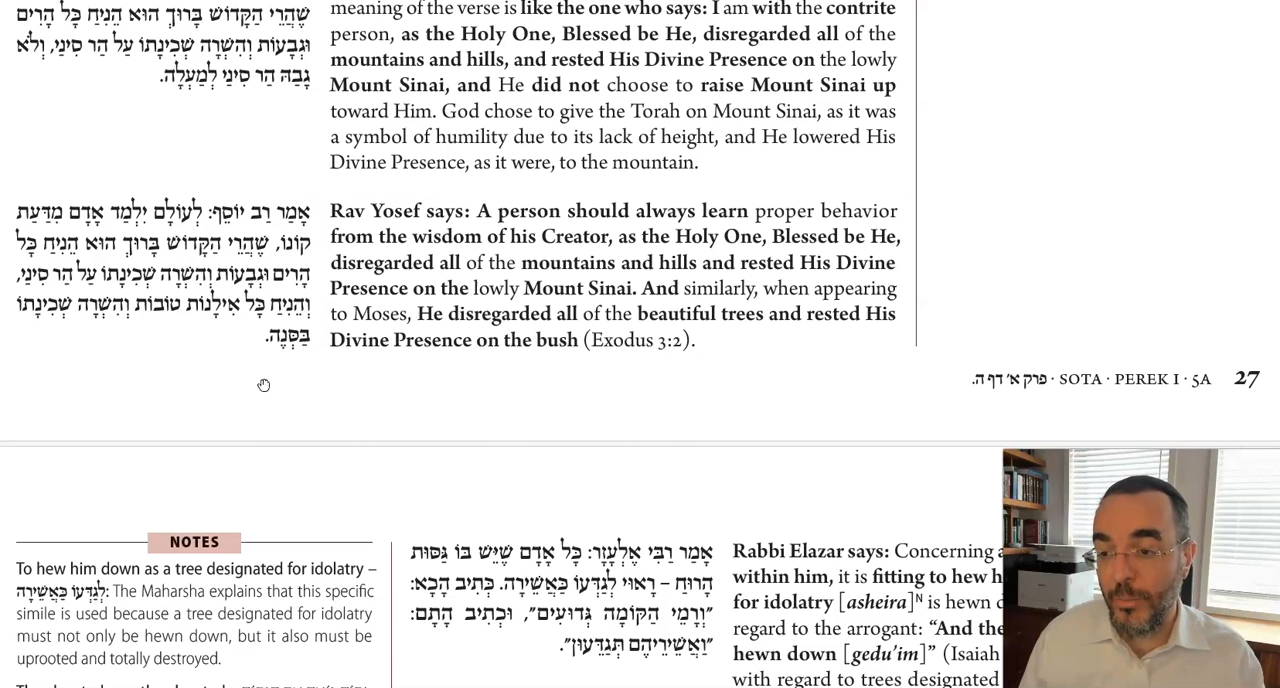 שֶׁהֲרֵי הַקָּדוֹשׁ בָּרוּךְ הוּא הִנִּיחַ כׇּל הָרִים
וּגְבָעוֹת וְהִשְׁרָה שְׁכִינָתוֹ עַל הַר סִינַי, וְלֹא
גָּבַהּ הַר סִינַי לְמַעְלָה.
meaning of the verse is like the one who says: I am with the contrite
person, as the Holy One, Blessed be He, disregarded all of the
mountains and hills, and rested His Divine Presence on the lowly
Mount Sinai, and He did not choose to raise Mount Sinai up
toward Him. God chose to give the Torah on Mount Sinai, as it was
a symbol of humility due to its lack of height, and He lowered His
Divine Presence, as it were, to the mountain.
אָמַר רַב יוֹסֵף: לְעוֹלָם יִלְמַד אָדָם מִדַּעַת
קוֹנוֹ, שֶׁהֲרֵי הַקָּדוֹשׁ בָּרוּךְ הוּא הִנִּיחַ כׇּל
הָרִים וּגְבָעוֹת וְהִשְׁרָה שְׁכִינָתוֹ עַל הַר סִינַי,
וְהִנִּיחַ כׇּל אִילָנוֹת טוֹבוֹת וְהִשְׁרָה שְׁכִינָתוֹ
בַּסְּנֶה.
Rav Yosef says: A person should always learn proper behavior
from the wisdom of his Creator, as the Holy One, Blessed be He,
disregarded all of the mountains and hills and rested His Divine
Presence on the lowly Mount Sinai. And similarly, when appearing
to Moses, He disregarded all of the beautiful trees and rested His
Divine Presence on the bush (Exodus 3:2).
פרק א׳ דף ה. · SOTA · PEREK I · 5A 27
NOTES
To hew him down as a tree designated for idolatry –
לְגַדְּעוֹ כַּאֲשֵׁירָה: The Maharsha explains that this specific
simile is used because a tree designated for idolatry
must not only be hewn down, but it also must be
uprooted and totally destroyed.
אָמַר רַבִּי אֶלְעָזָר: כׇּל אָדָם שֶׁיֵּשׁ בּוֹ גַּסּוּת
הָרוּחַ – רָאוּי לְגַדְּעוֹ כַּאֲשֵׁירָה. כְּתִיב הָכָא:
״וְרָמֵי הַקּוֹמָה גְּדוּעִים״, וּכְתִיב הָתָם:
״וַאֲשֵׁירֵיהֶם תְּגַדֵּעוּן״.
Rabbi Elazar says: Concerning
within him, it is fitting to hew
for idolatry [asheira]ᴺ is hewn
regard to the arrogant: “And the
hewn down [gedu’im]” (Isaiah
with regard to trees designated